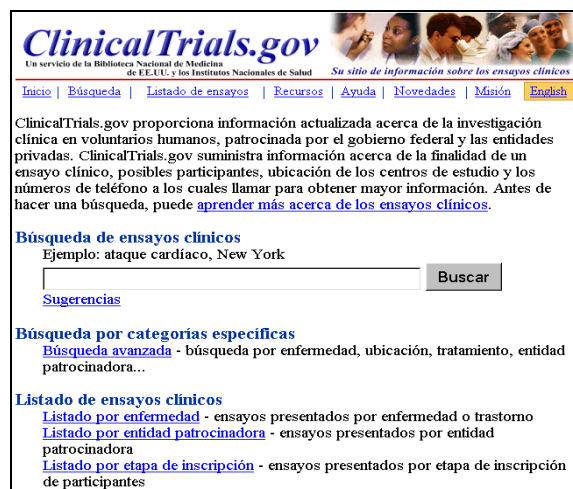 ClinicalTrials.gov
Un servicio de la Biblioteca Nacional de Medicina
de EE.UU. y los Institutos Nacionales de Salud
Su sitio de información sobre los ensayos clínicos
Inicio | Búsqueda | Listado de ensayos | Recursos | Ayuda | Novedades | Misión English
ClinicalTrials.gov proporciona información actualizada acerca de la investigación
clínica en voluntarios humanos, patrocinada por el gobierno federal y las entidades
privadas. ClinicalTrials.gov suministra información acerca de la finalidad de un
ensayo clínico, posibles participantes, ubicación de los centros de estudio y los
números de teléfono a los cuales llamar para obtener mayor información. Antes de
hacer una búsqueda, puede aprender más acerca de los ensayos clínicos.
Búsqueda de ensayos clínicos
Ejemplo: ataque cardíaco, New York
Buscar
Sugerencias
Búsqueda por categorías específicas
Búsqueda avanzada - búsqueda por enfermedad, ubicación, tratamiento, entidad
patrocinadora...
Listado de ensayos clínicos
Listado por enfermedad - ensayos presentados por enfermedad o trastorno
Listado por entidad patrocinadora - ensayos presentados por entidad
patrocinadora
Listado por etapa de inscripción - ensayos presentados por etapa de inscripción
de participantes